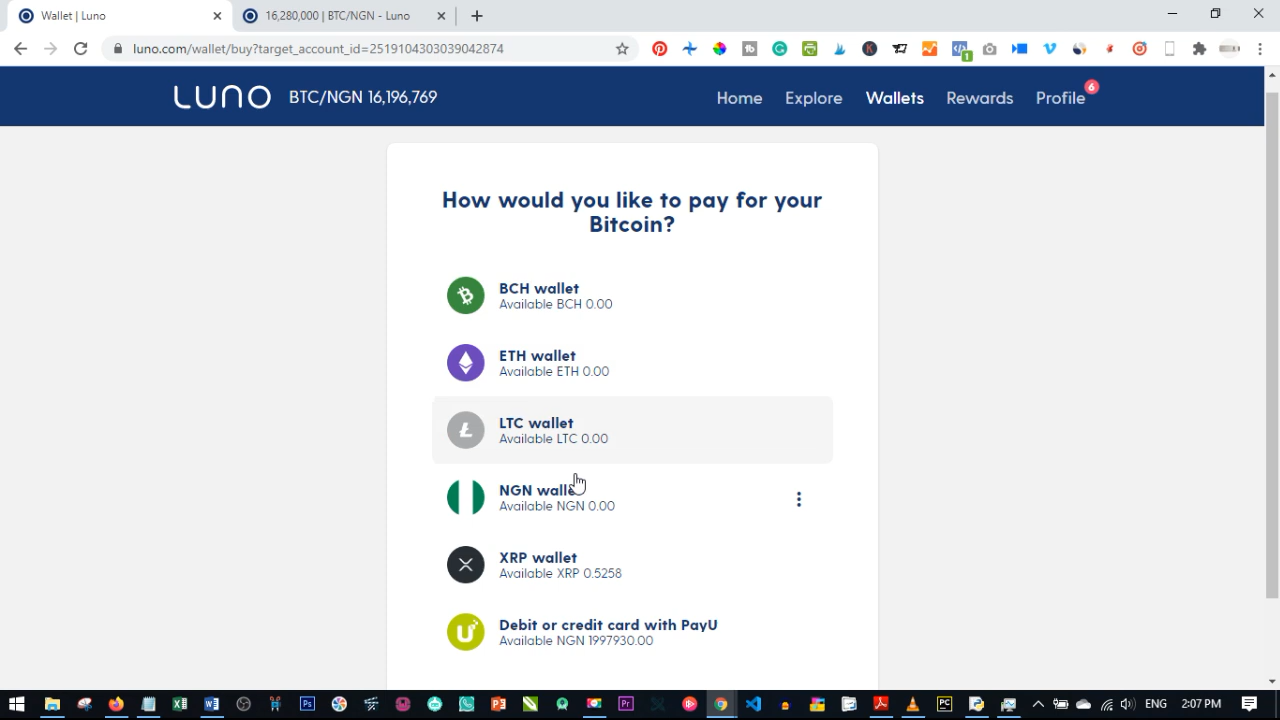 Wallet | Luno
16,280,000 | BTC/NGN - Luno
luno.com/wallet/buy?target_account_id=2519104303039042874
LUNO BTC/NGN 16,196,769
Home Explore Wallets Rewards Profile 6
How would you like to pay for your
Bitcoin?
BCH wallet
Available BCH 0.00
ETH wallet
Available ETH 0.00
LTC wallet
Available LTC 0.00
NGN walle
Available NGN 0.00
XRP wallet
Available XRP 0.5258
Debit or credit card with PayU
Available NGN 1997930.00
ENG 2:07 PM